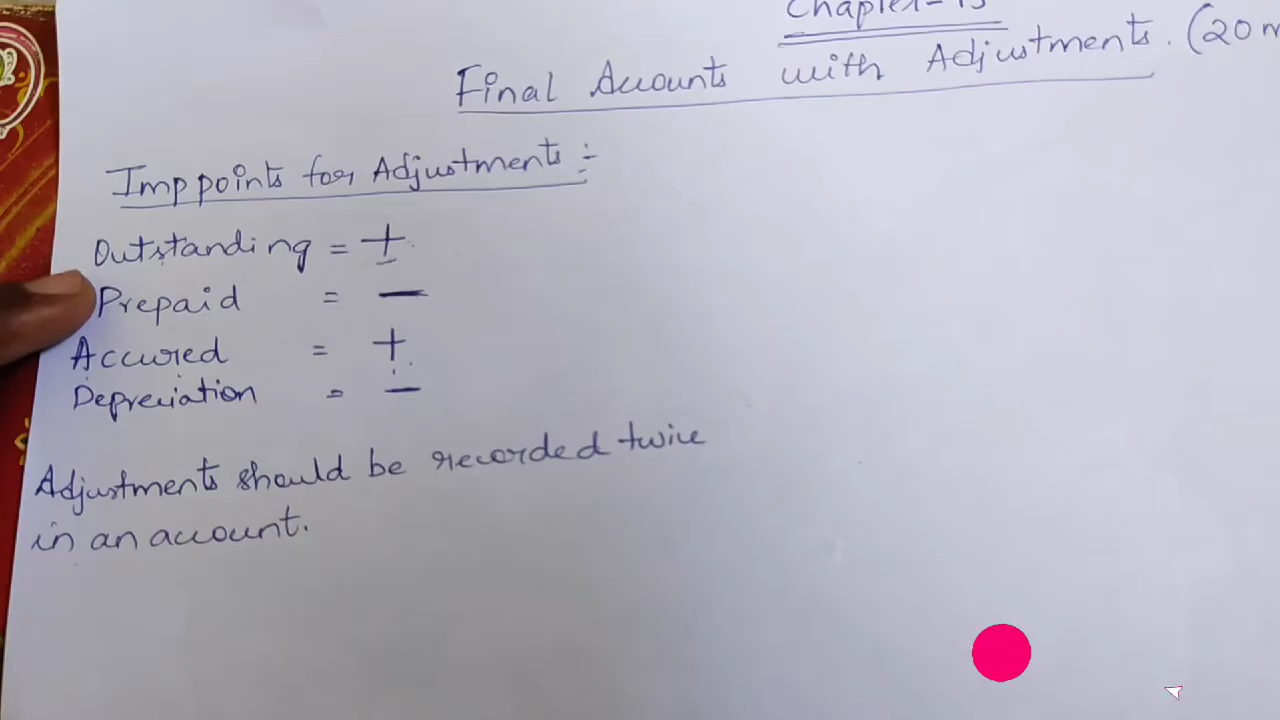 Chapter-13
Final Accounts with Adjustments. (20m
Imp points for Adjustments :-
Outstanding = +
Prepaid = —
Accured = +
Depreciation = —
Adjustments should be recorded twice
in an account.